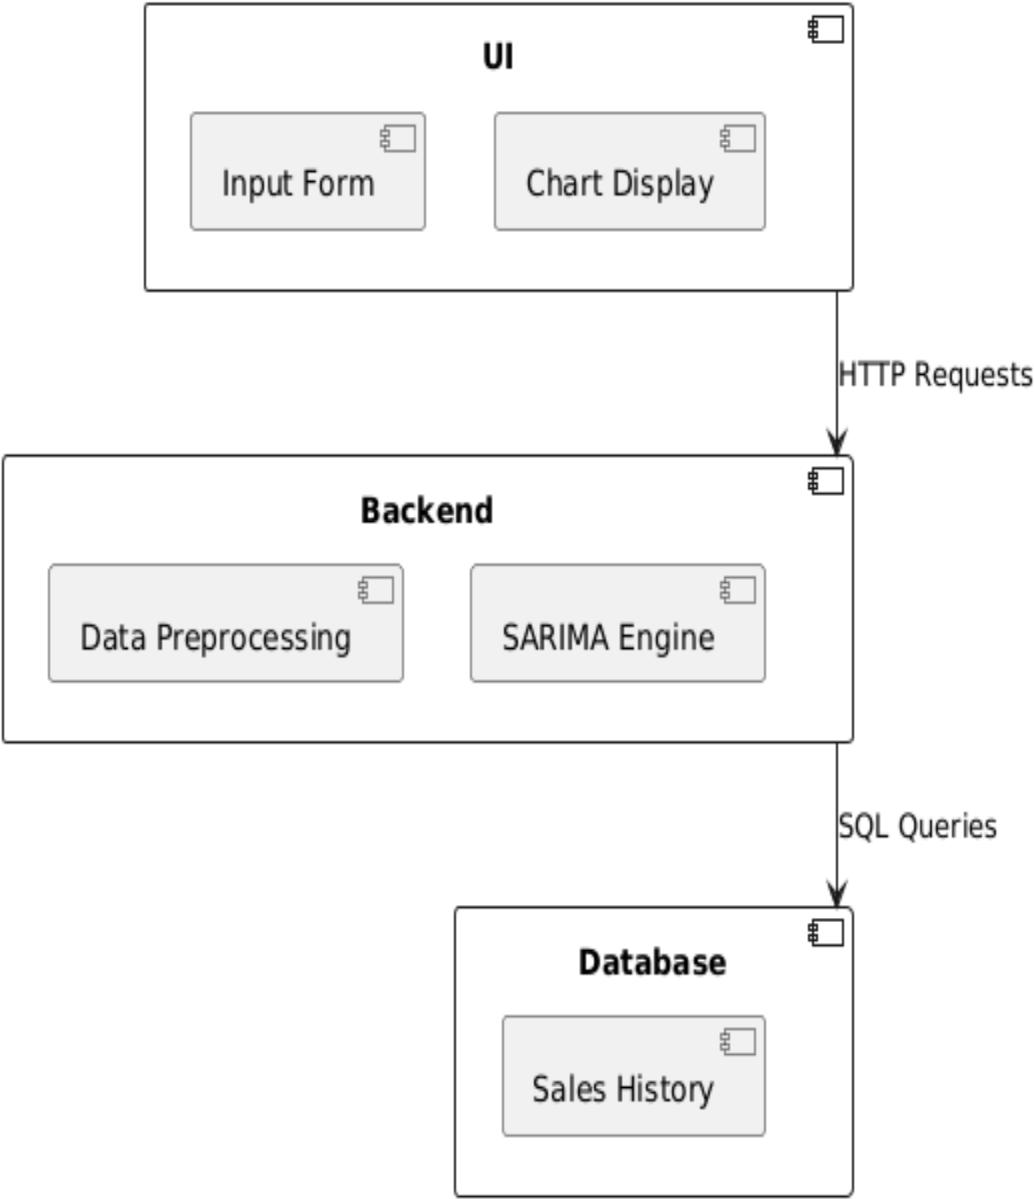 UI
Input Form
Chart Display
HTTP Requests
Backend
Data Preprocessing
SARIMA Engine
SQL Queries
Database
Sales History